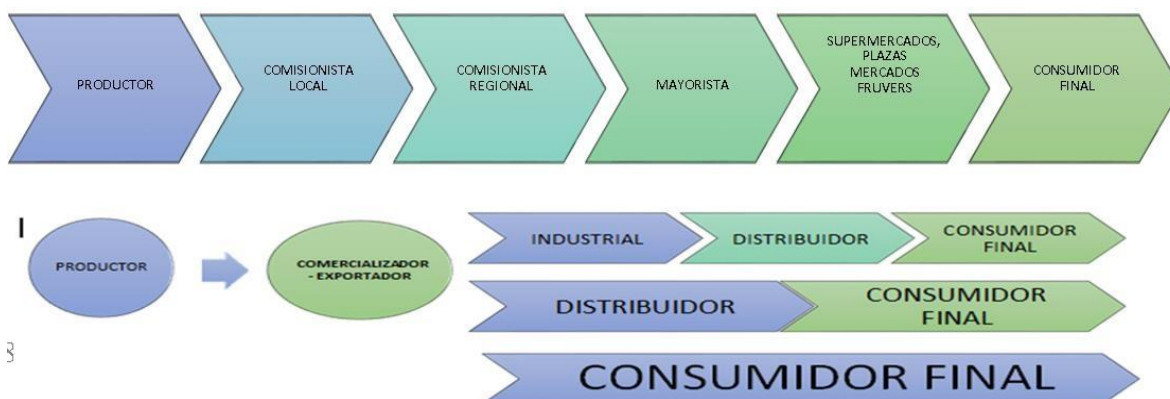 PRODUCTOR
COMISIONISTA
LOCAL
COMISIONISTA
REGIONAL
MAYORISTA
SUPERMERCADOS,
PLAZAS
MERCADOS
FRUVERS
CONSUMIDOR
FINAL
I
PRODUCTOR
COMERCIALIZADOR
- EXPORTADOR
INDUSTRIAL
DISTRIBUIDOR
CONSUMIDOR
FINAL
DISTRIBUIDOR
CONSUMIDOR
FINAL
CONSUMIDOR FINAL